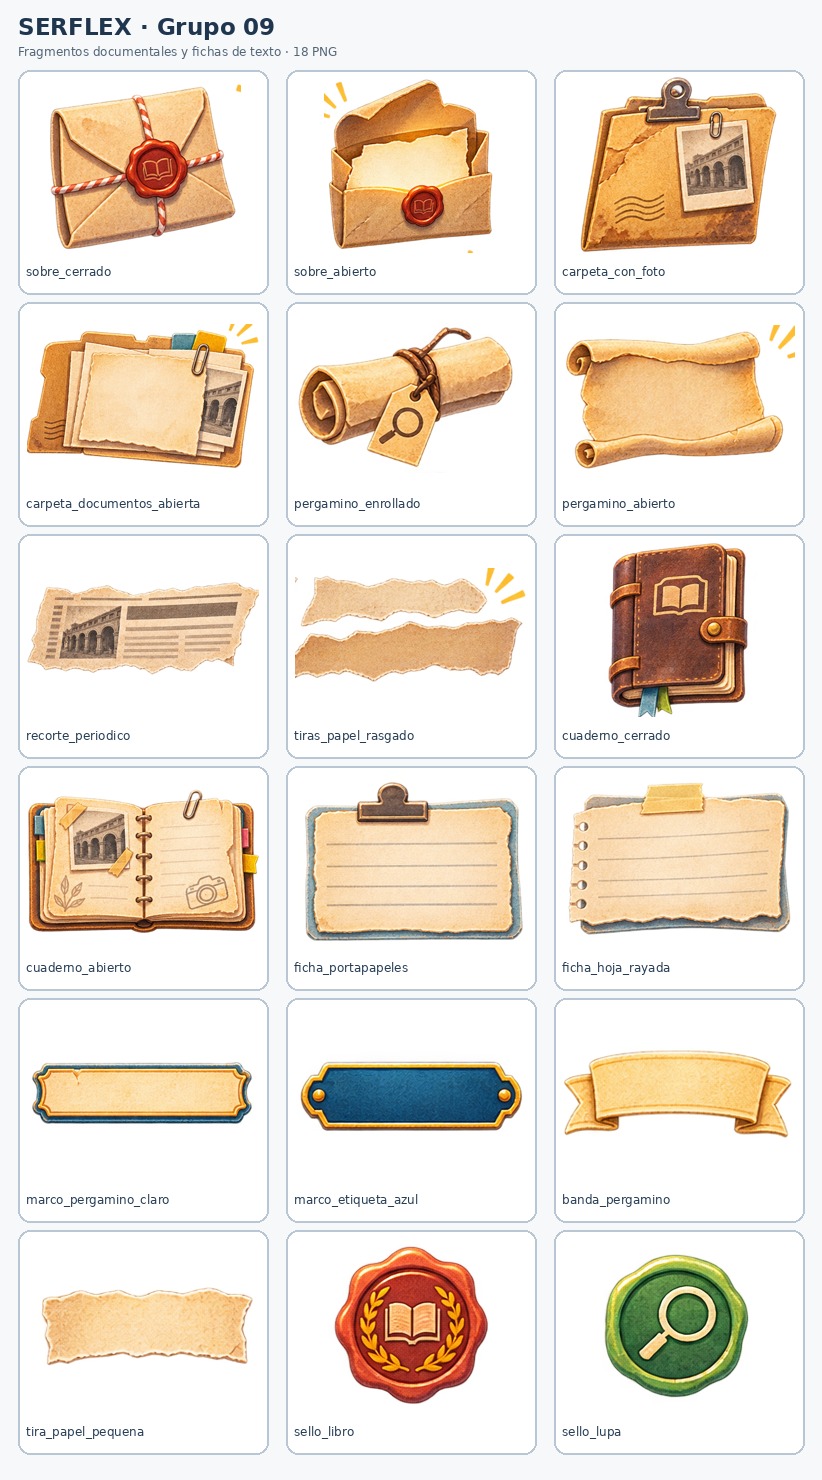 SERFLEX · Grupo 09
Fragmentos documentales y fichas de texto · 18 PNG
sobre_cerrado
sobre_abierto
carpeta_con_foto
carpeta_documentos_abierta
pergamino_enrollado
pergamino_abierto
recorte_periodico
tiras_papel_rasgado
cuaderno_cerrado
cuaderno_abierto
ficha_portapapeles
ficha_hoja_rayada
marco_pergamino_claro
marco_etiqueta_azul
banda_pergamino
tira_papel_pequena
sello_libro
sello_lupa